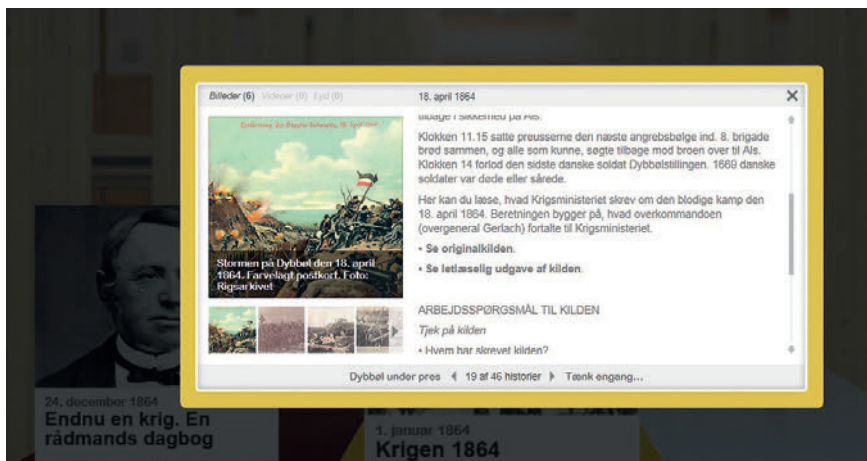 Billeder (6) Videoer (0) Lyd (0)
18. april 1864
tilbage i sikkerhed på Als.
Klokken 11.15 satte preusserne den næste angrebsbølge ind. 8. brigade
brød sammen, og alle som kunne, søgte tilbage mod broen over til Als.
Klokken 14 forlod den sidste danske soldat Dybbølstillingen. 1669 danske
soldater var døde eller sårede.
Her kan du læse, hvad Krigsministeriet skrev om den blodige kamp den
18. april 1864. Beretningen bygger på, hvad overkommandoen
(overgeneral Gerlach) fortalte til Krigsministeriet.
• Se originalkilden.
• Se letlæselig udgave af kilden.
ARBEJDSSPØRGSMÅL TIL KILDEN
Tjek på kilden
• Hvem har skrevet kilden?
Stormen på Dybbøl den 18. april
1864. Farvelagt postkort. Foto:
Rigsarkivet
Dybbøl under pres 19 af 46 historier Tænk engang...
24. december 1864
Endnu en krig. En
rådmands dagbog
1. januar 1864
Krigen 1864